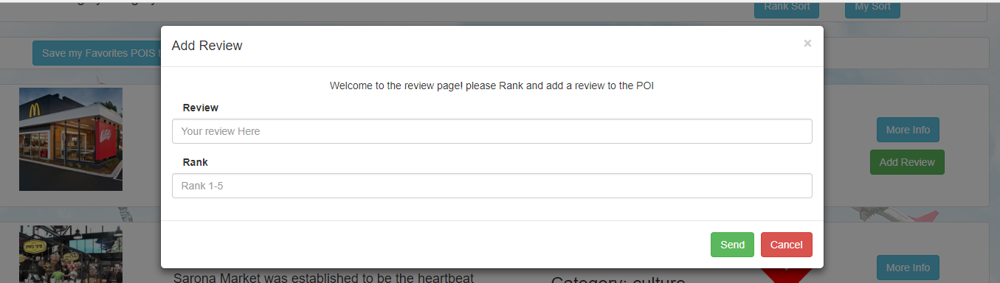 Rank Sort
My Sort
Add Review
×
Save my Favorites POIS
Welcome to the review page! please Rank and add a review to the POI
Review
Your review Here
More Info
Rank
Add Review
Rank 1-5
Send
Cancel
More Info
Sarona Market was established to be the heartbeat
Category: culture